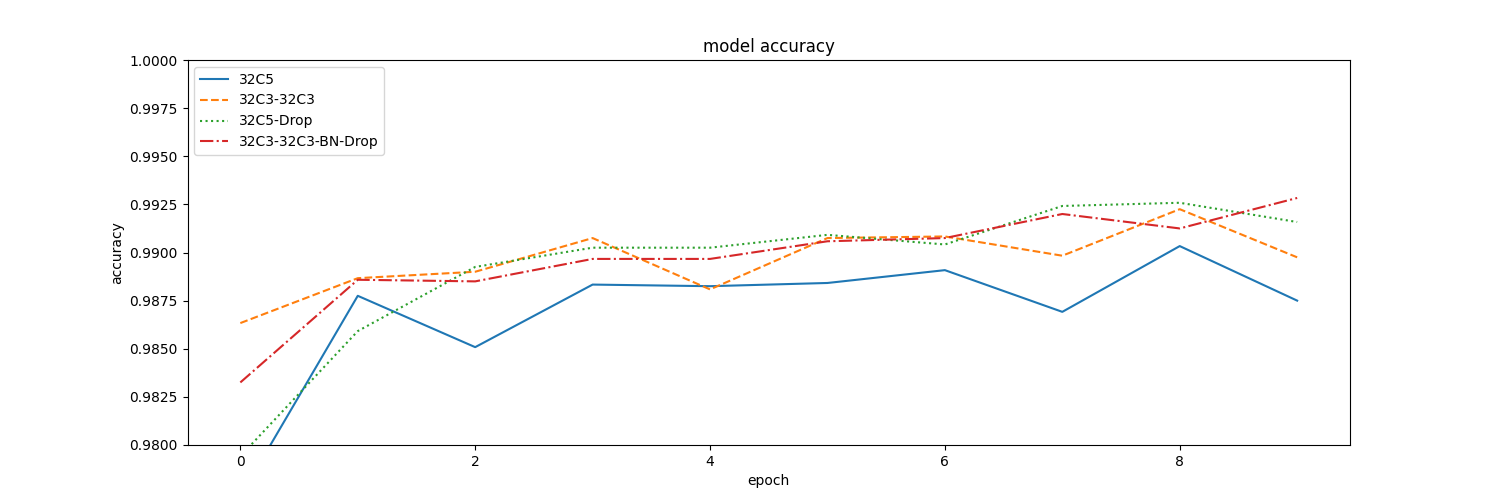 model accuracy
1.0000
0.9975
0.9950
0.9925
0.9900
0.9875
0.9850
0.9825
0.9800
accuracy
32C5
32C3-32C3
32C5-Drop
32C3-32C3-BN-Drop
0 2 4 6 8
epoch